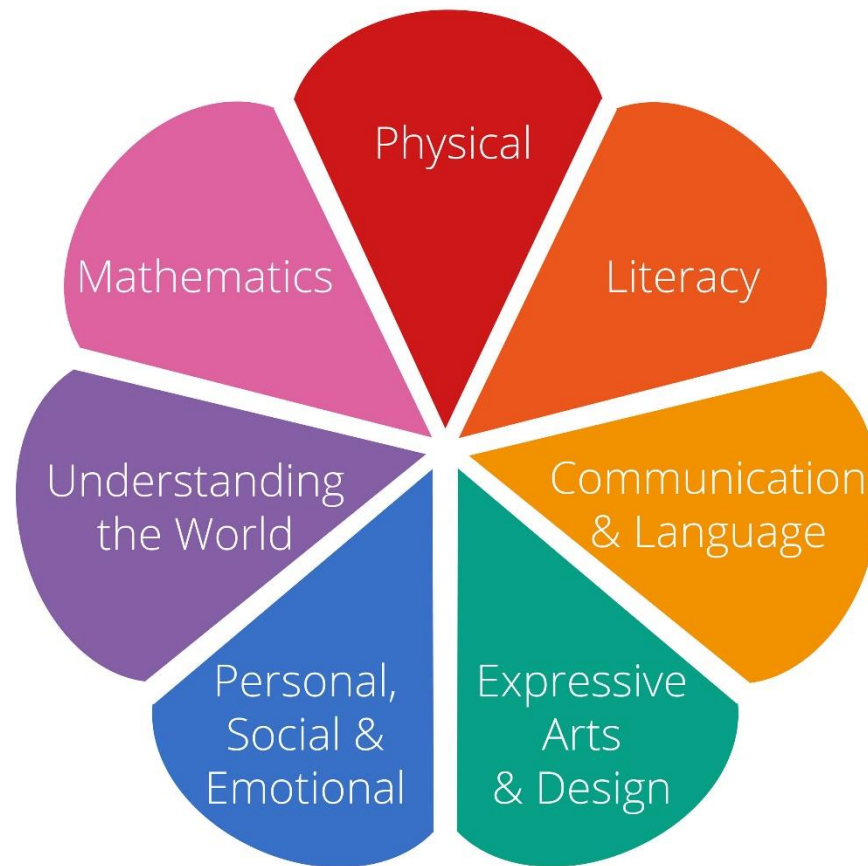 Physical
Literacy
Communication
& Language
Expressive
Arts
& Design
Personal,
Social &
Emotional
Understanding
the World
Mathematics